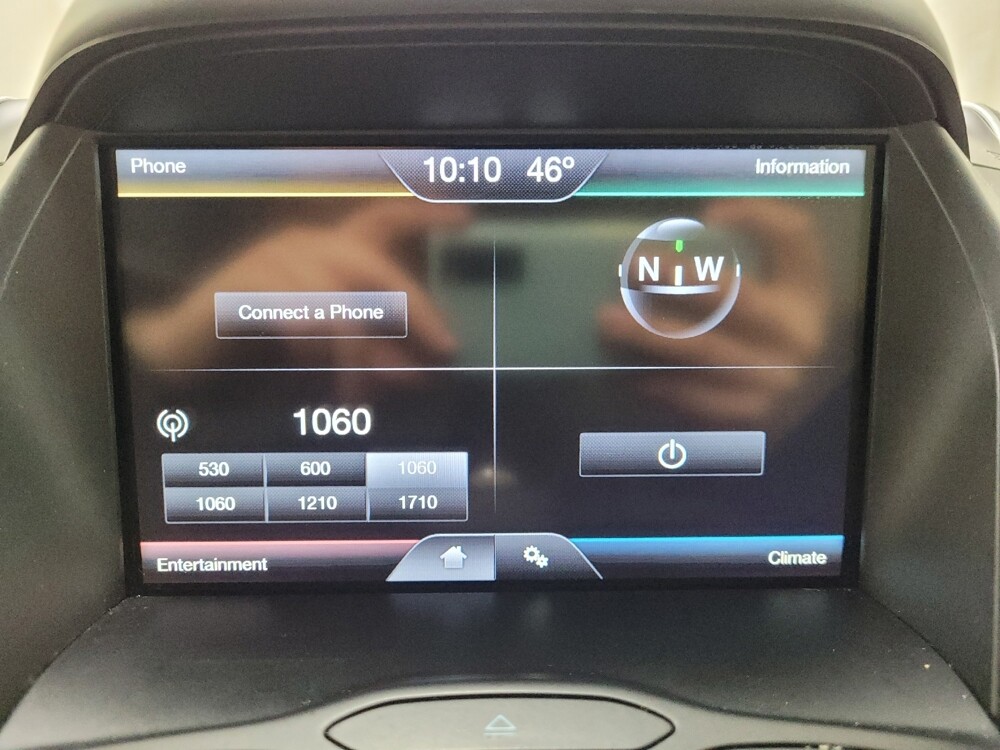 Phone
10:10 46°
Information
N W
Connect a Phone
1060
530 600 1060
1060 1210 1710
Entertainment
Climate